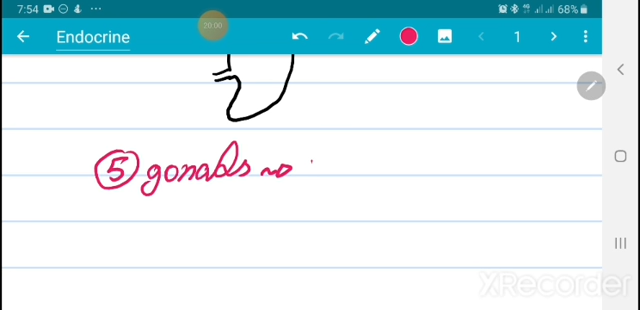 7:54 ... 68%
20:00
Endocrine
1
⑤ gonads →
XRecorder